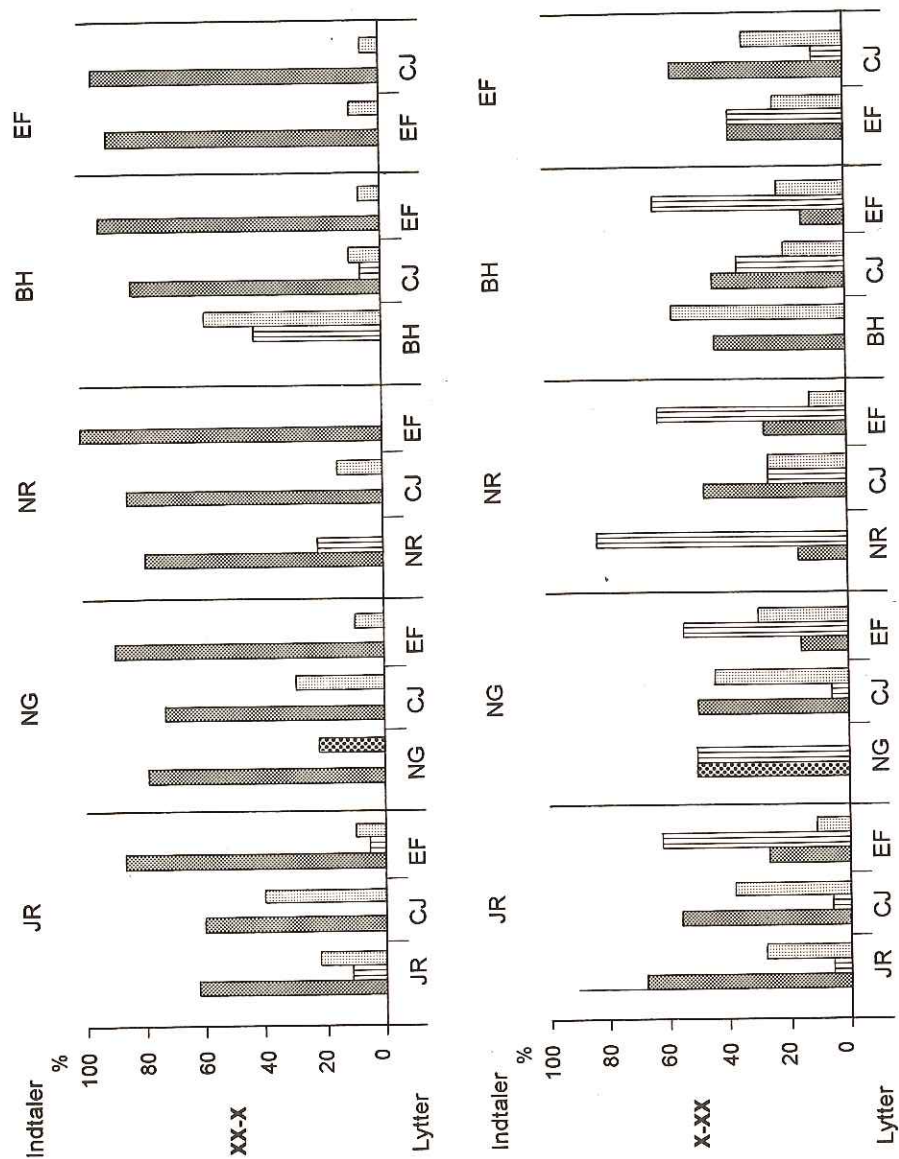 Indtaler JR NG NR BH EF
%
100
80
60
40
20
0
XX-X
Lytter JR CJ EF NG CJ EF NR CJ EF BH CJ EF EF CJ
Indtaler JR NG NR BH EF
%
100
80
60
40
20
0
X-XX
Lytter JR CJ EF NG CJ EF NR CJ EF BH CJ EF EF CJ